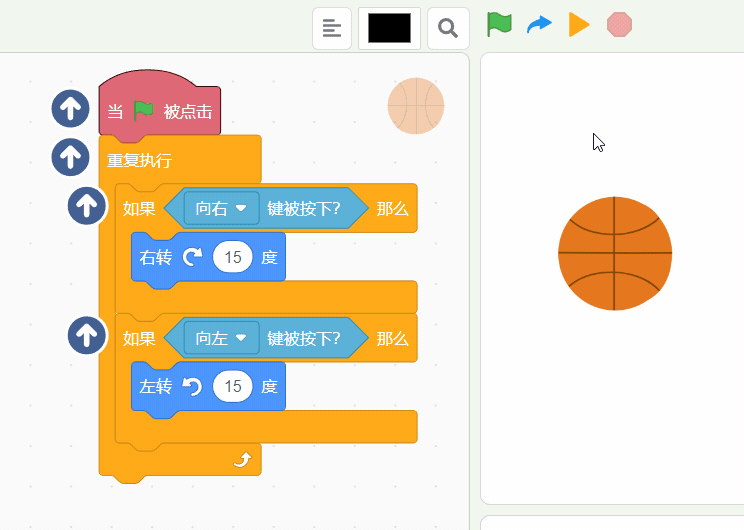 当 被点击
重复执行
如果 向右 键被按下? 那么
右转 15 度
如果 向左 键被按下? 那么
左转 15 度